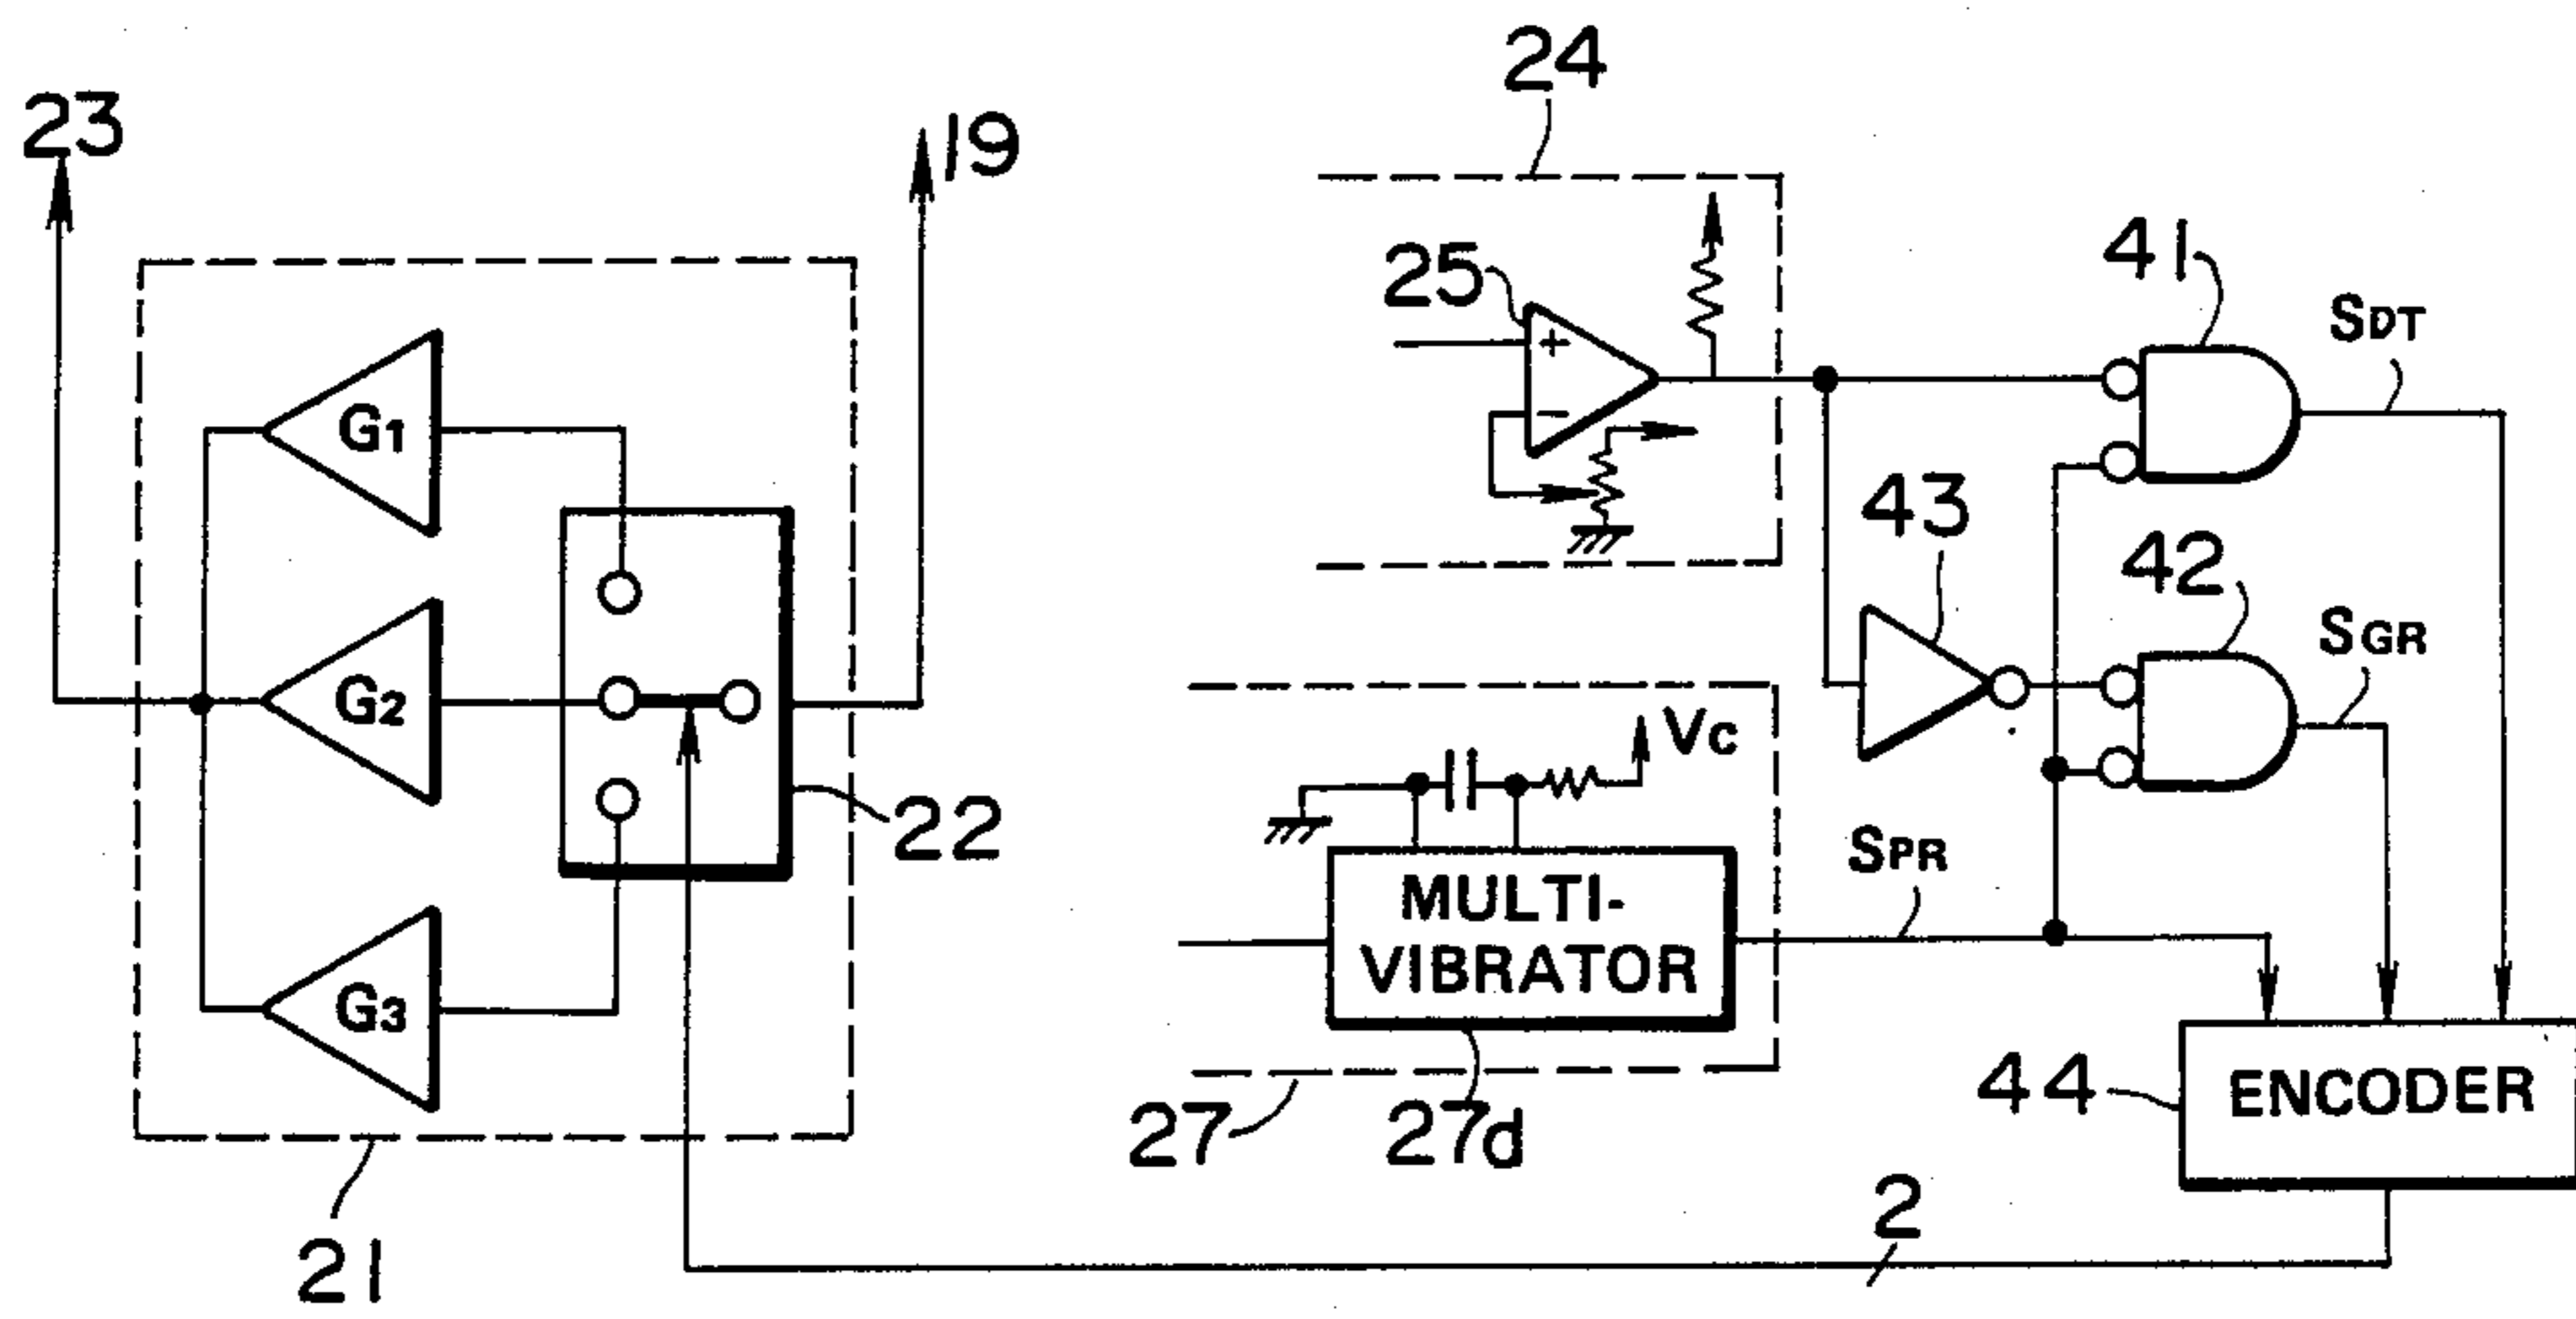 24
23
19
41
SDT
25
+
−
G1
43
42
SGR
G2
VC
22
SPR
MULTI-
VIBRATOR
G3
44
ENCODER
27
27d
2
21